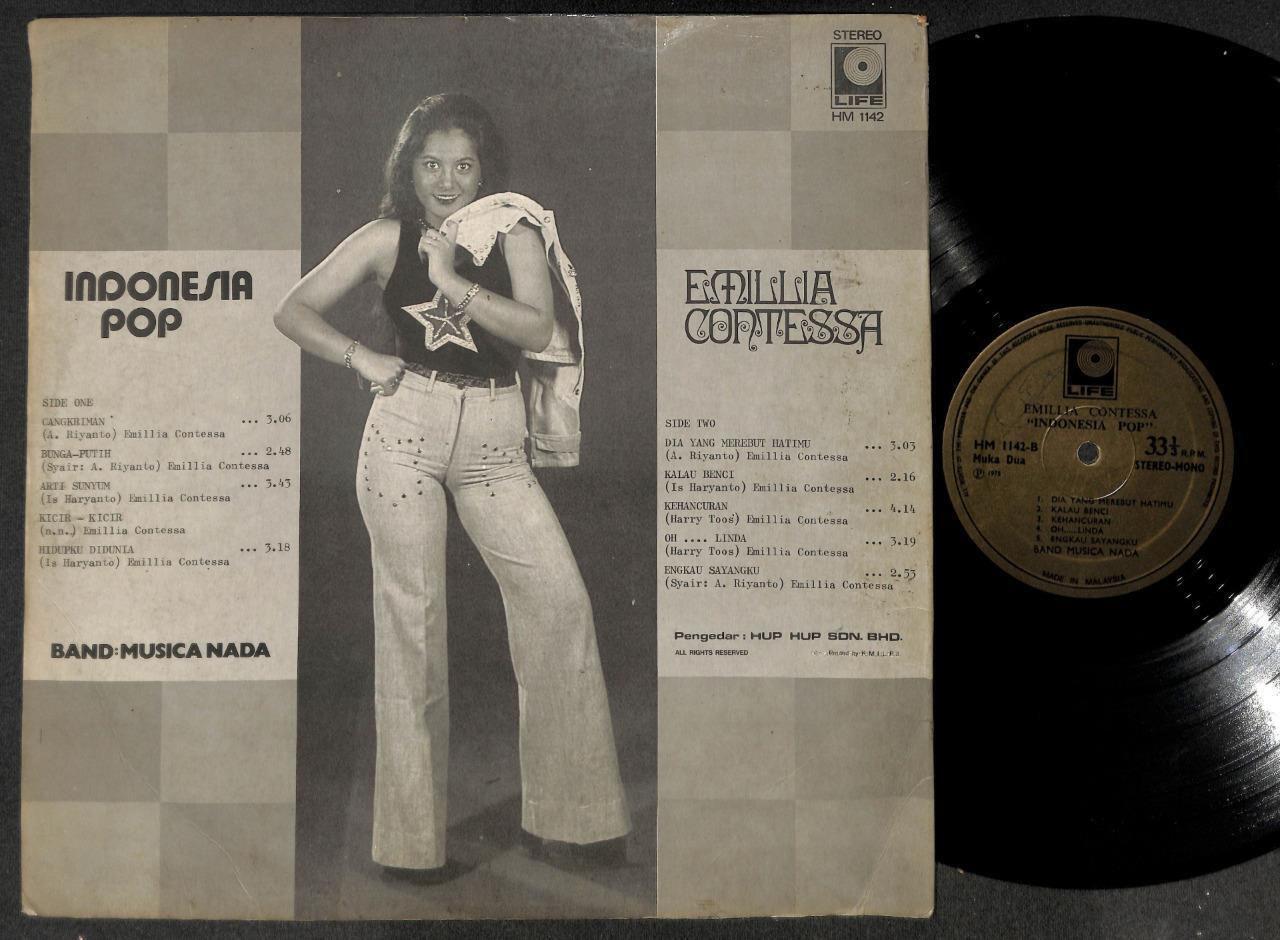 INDONESIA
POP
SIDE ONE
CANGKRIMAN ... 3.06
(A. Riyanto) Emillia Contessa
BUNGA-PUTIH ... 2.48
(Syair: A. Riyanto) Emillia Contessa
ARTI SUNYUM ... 3.43
(Is Haryanto) Emillia Contessa
KICIR - KICIR
(n.n.) Emillia Contessa
HIDUPKU DIDUNIA ... 3.18
(Is Haryanto) Emillia Contessa
BAND:MUSICA NADA
STEREO
LIFE
HM 1142
EMILLIA
CONTESSA
SIDE TWO
DIA YANG MEREBUT HATIMU ... 3.03
(A. Riyanto) Emillia Contessa
KALAU BENCI ... 2.16
(Is Haryanto) Emillia Contessa
KEHANCURAN ... 4.14
(Harry Toos) Emillia Contessa
OH .... LINDA ... 3.19
(Harry Toos) Emillia Contessa
ENGKAU SAYANGKU ... 2.53
(Syair: A. Riyanto) Emillia Contessa
Pengedar : HUP HUP SDN. BHD.
ALL RIGHTS RESERVED
LIFE
EMILLIA CONTESSA
"INDONESIA POP"
HM 1142-B
Muka Dua
33⅓ R.P.M.
STEREO-MONO
1. DIA YANG MEREBUT HATIMU
2. KALAU BENCI
3. KEHANCURAN
4. OH.....LINDA
5. ENGKAU SAYANGKU
BAND MUSICA NADA
MADE IN MALAYSIA